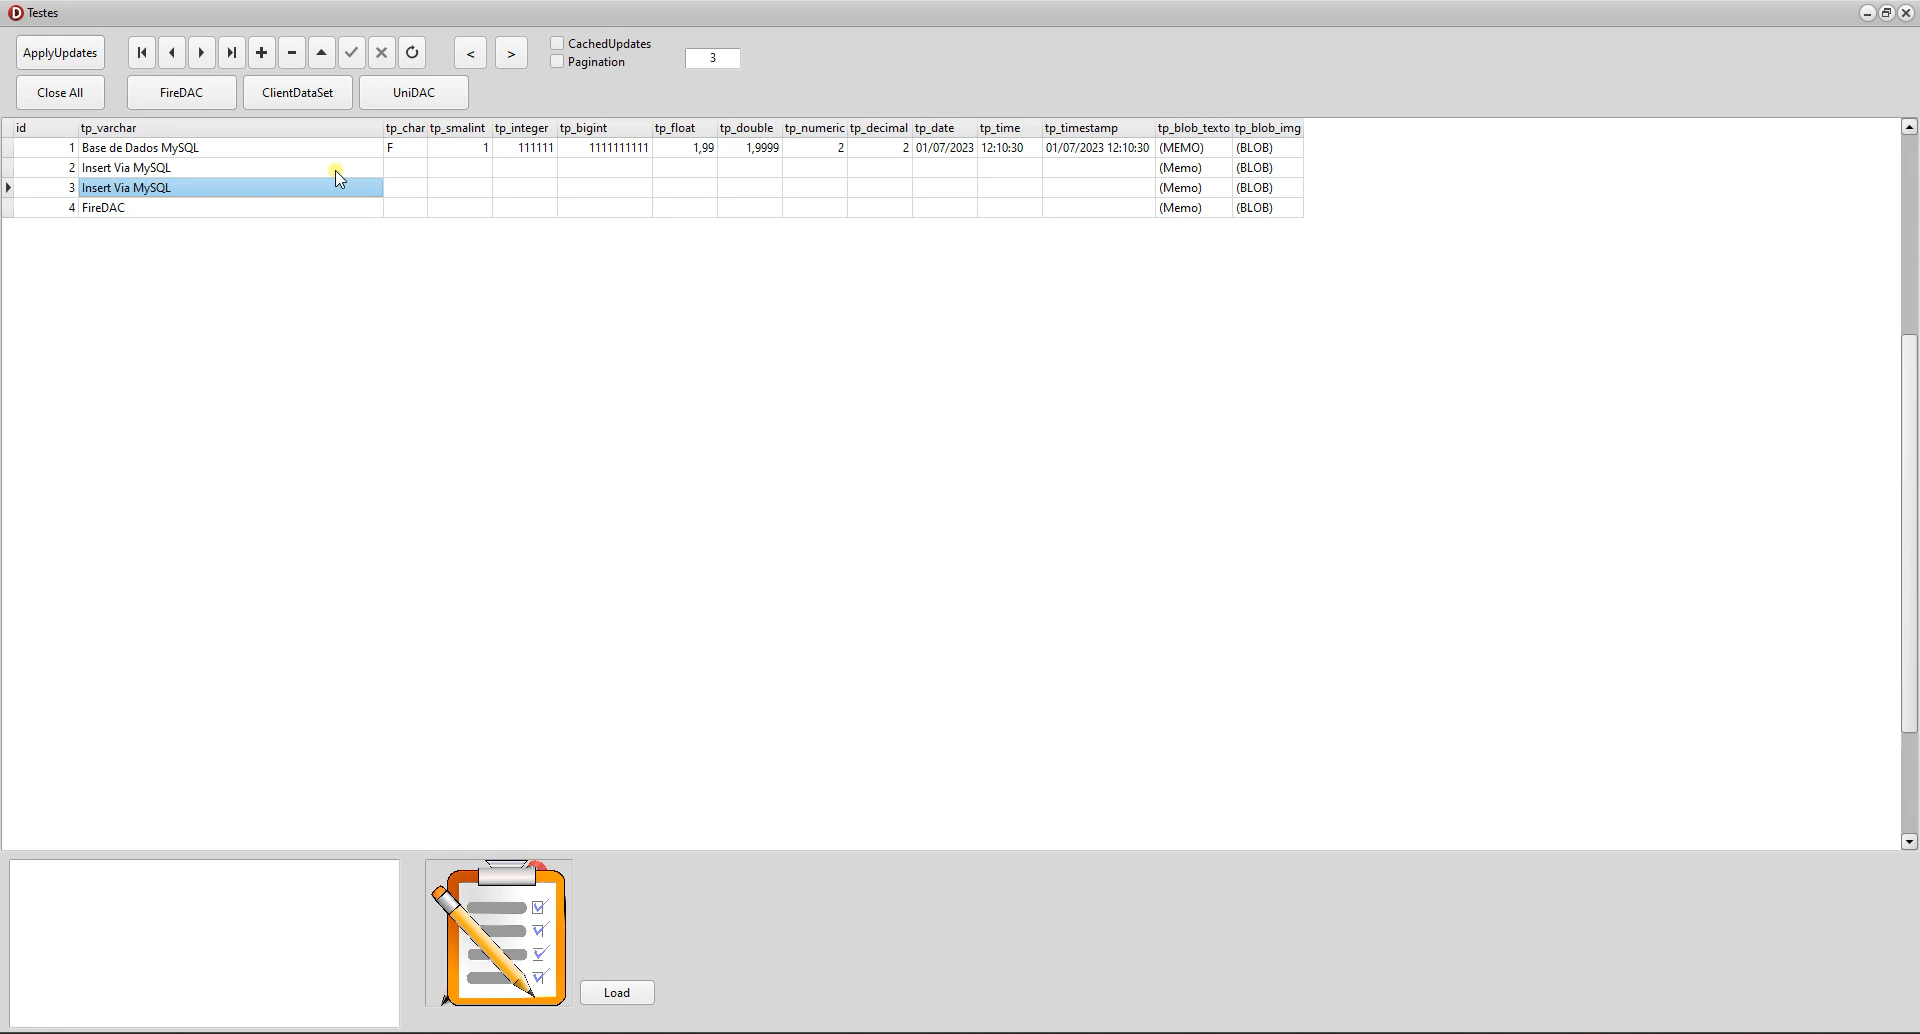 Testes
ApplyUpdates < > CachedUpdates
Pagination 3
Close All FireDAC ClientDataSet UniDAC
id tp_varchar tp_char tp_smalint tp_integer tp_bigint tp_float tp_double tp_numeric tp_decimal tp_date tp_time tp_timestamp tp_blob_texto tp_blob_img
1 Base de Dados MySQL F 1 111111 1111111111 1,99 1,9999 2 2 01/07/2023 12:10:30 01/07/2023 12:10:30 (MEMO) (BLOB)
2 Insert Via MySQL (Memo) (BLOB)
3 Insert Via MySQL (Memo) (BLOB)
4 FireDAC (Memo) (BLOB)
Load